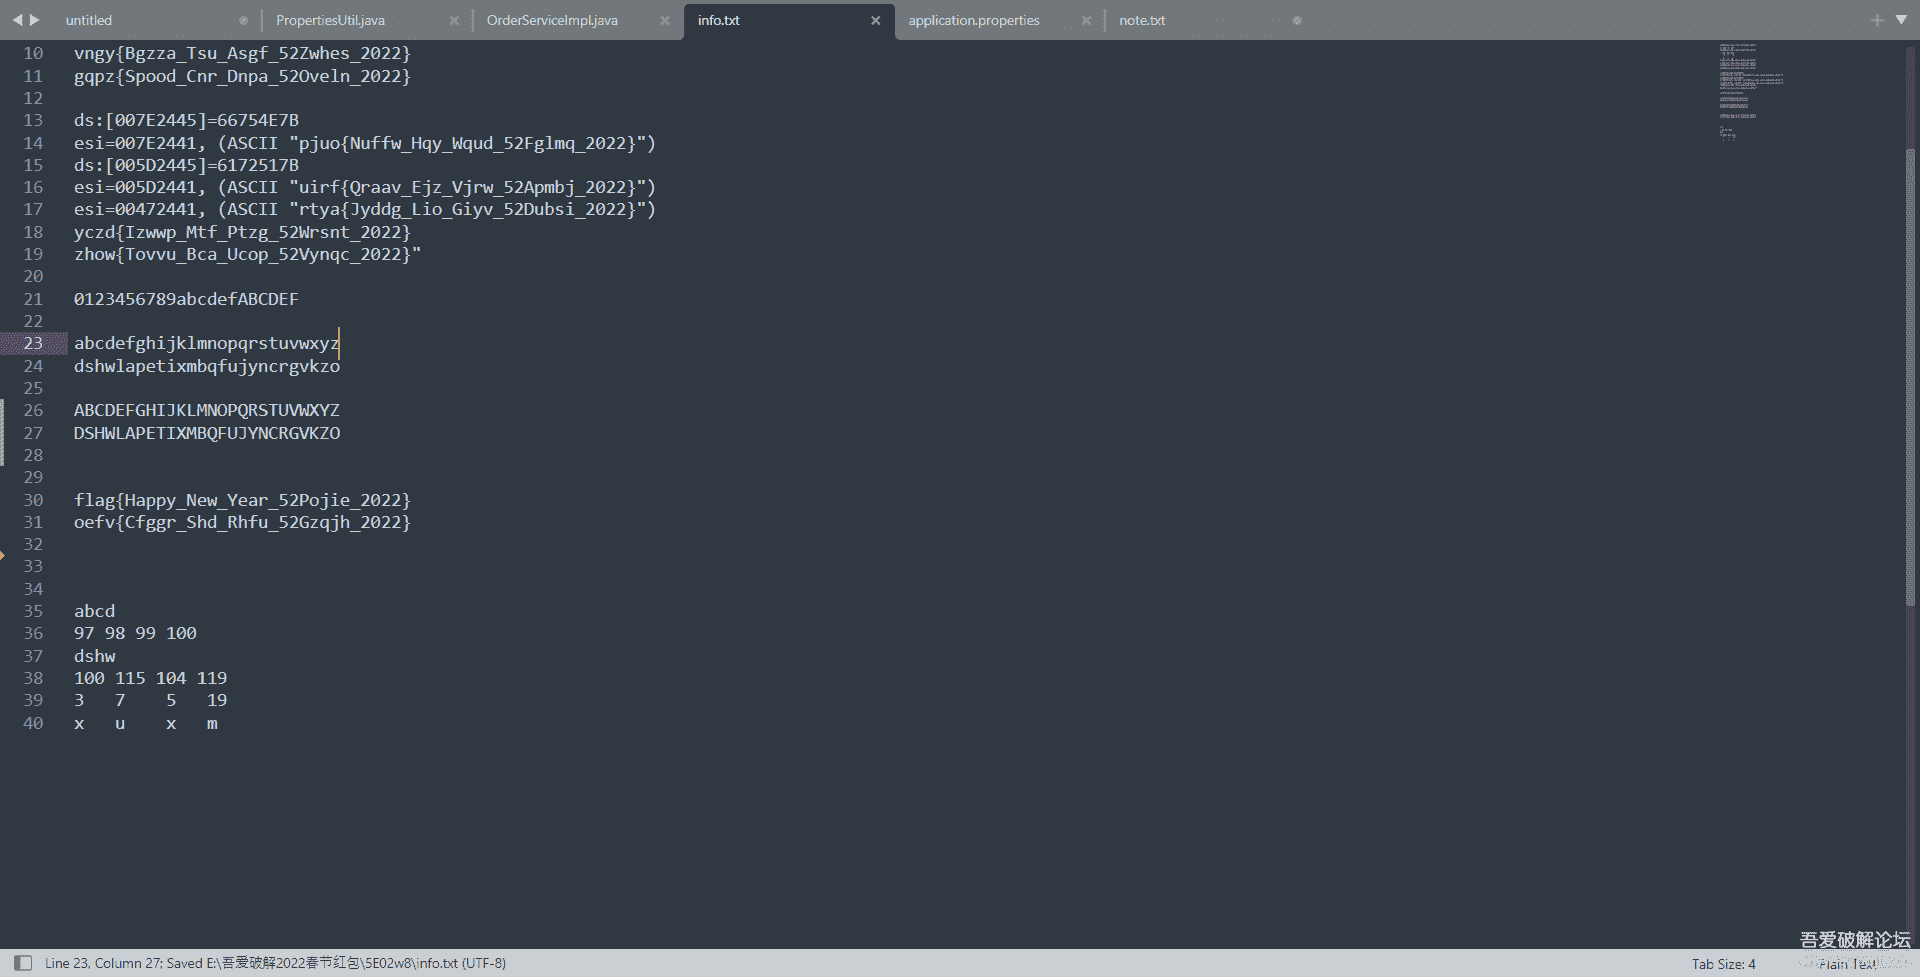 untitled PropertiesUtil.java OrderServiceImpl.java info.txt application.properties note.txt
10 vngy{Bgzza_Tsu_Asgf_52Zwhes_2022}
11 gqpz{Spood_Cnr_Dnpa_52Oveln_2022}
12
13 ds:[007E2445]=66754E7B
14 esi=007E2441, (ASCII "pjuo{Nuffw_Hqy_Wqud_52Fglmq_2022}")
15 ds:[005D2445]=6172517B
16 esi=005D2441, (ASCII "uirf{Qraav_Ejz_Vjrw_52Apmbj_2022}")
17 esi=00472441, (ASCII "rtya{Jyddg_Lio_Giyv_52Dubsi_2022}")
18 yczd{Izwwp_Mtf_Ptzg_52Wrsnt_2022}
19 zhow{Tovvu_Bca_Ucop_52Vynqc_2022}"
20
21 0123456789abcdefABCDEF
22
23 abcdefghijklmnopqrstuvwxyz
24 dshwlapetixmbqfujyncrgvkzo
25
26 ABCDEFGHIJKLMNOPQRSTUVWXYZ
27 DSHWLAPETIXMBQFUJYNCRGVKZO
28
29
30 flag{Happy_New_Year_52Pojie_2022}
31 oefv{Cfggr_Shd_Rhfu_52Gzqjh_2022}
32
33
34
35 abcd
36 97 98 99 100
37 dshw
38 100 115 104 119
39 3 7 5 19
40 x u x m
吾爱破解论坛
Line 23, Column 27; Saved E:\吾爱破解2022春节红包\5E02w8\info.txt (UTF-8) Tab Size: 4 Plain Text